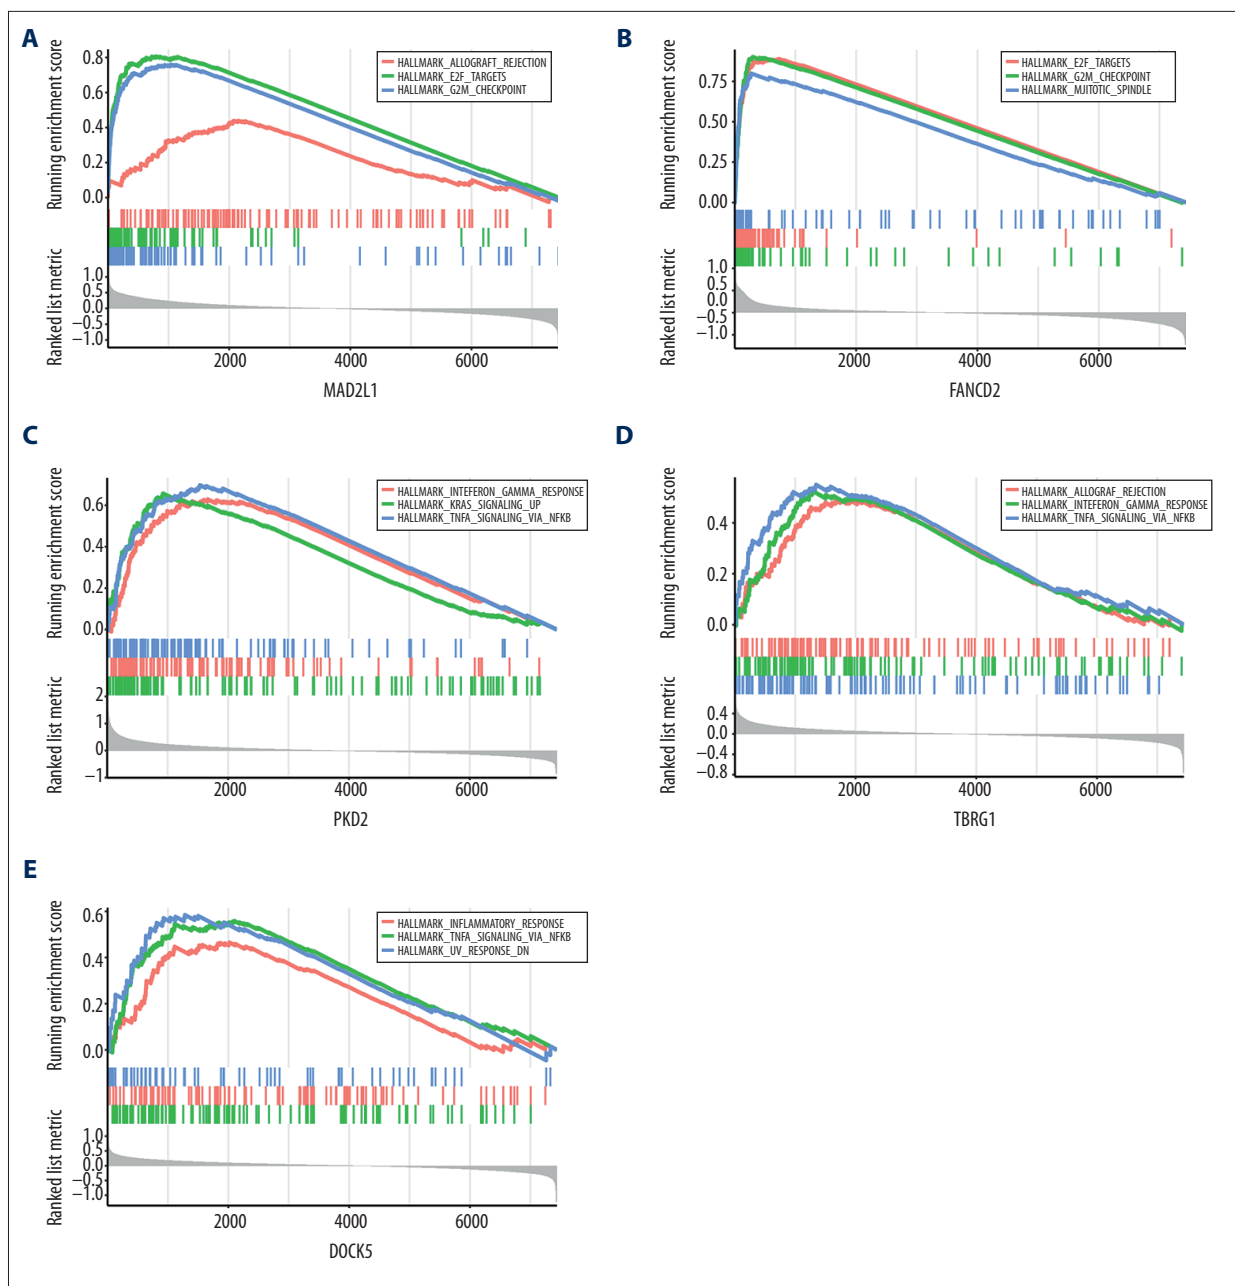 A
Running enrichment score
0.8
0.6
0.4
0.2
0.0
HALLMARK_ALLOGRAFT_REJECTION
HALLMARK_E2F_TARGETS
HALLMARK_G2M_CHECKPOINT
Ranked list metric
1.0
0.5
0.0
−0.5
−1.0
2000
4000
6000
MAD2L1
B
Running enrichment score
0.75
0.50
0.25
0.00
HALLMARK_E2F_TARGETS
HALLMARK_G2M_CHECKPOINT
HALLMARK_MJITOTIC_SPINDLE
Ranked list metric
1.0
0.5
0.0
−0.5
−1.0
2000
4000
6000
FANCD2
C
Running enrichment score
0.6
0.4
0.2
0.0
HALLMARK_INTEFERON_GAMMA_RESPONSE
HALLMARK_KRAS_SIGNALING_UP
HALLMARK_TNFA_SIGNALING_VIA_NFKB
Ranked list metric
2
1
0
−1
2000
4000
6000
PKD2
D
Running enrichment score
0.4
0.2
0.0
HALLMARK_ALLOGRAF_REJECTION
HALLMARK_INTEFERON_GAMMA_RESPONSE
HALLMARK_TNFA_SIGNALING_VIA_NFKB
Ranked list metric
0.4
0.0
−0.4
−0.8
2000
4000
6000
TBRG1
E
Running enrichment score
0.6
0.4
0.2
0.0
HALLMARK_INFLAMMATORY_RESPONSE
HALLMARK_TNFA_SIGNALING_VIA_NFKB
HALLMARK_UV_RESPONSE_DN
Ranked list metric
1.0
0.5
0.0
−0.5
−1.0
2000
4000
6000
DOCK5